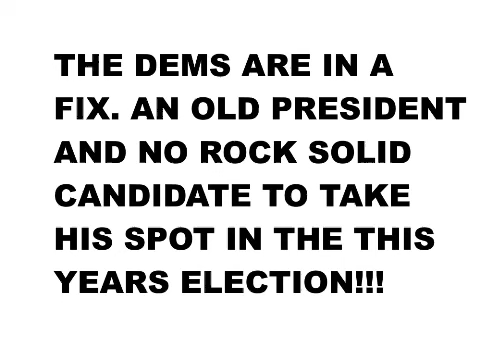 THE DEMS ARE IN A
FIX. AN OLD PRESIDENT
AND NO ROCK SOLID
CANDIDATE TO TAKE
HIS SPOT IN THE THIS
YEARS ELECTION!!!